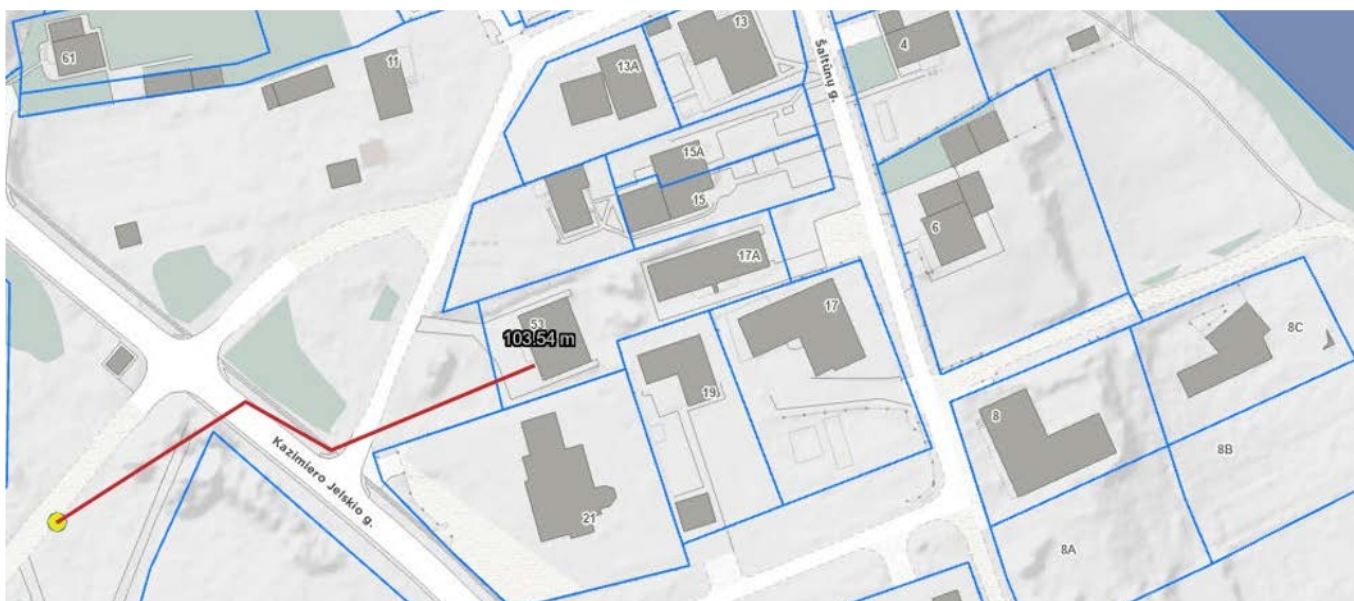 61
11
13A
13
Šaltūnų g.
4
15A
15
6
17A
17
53
103.54 m
19
8C
8
8B
Kazimiero Jelskio g.
21
8A